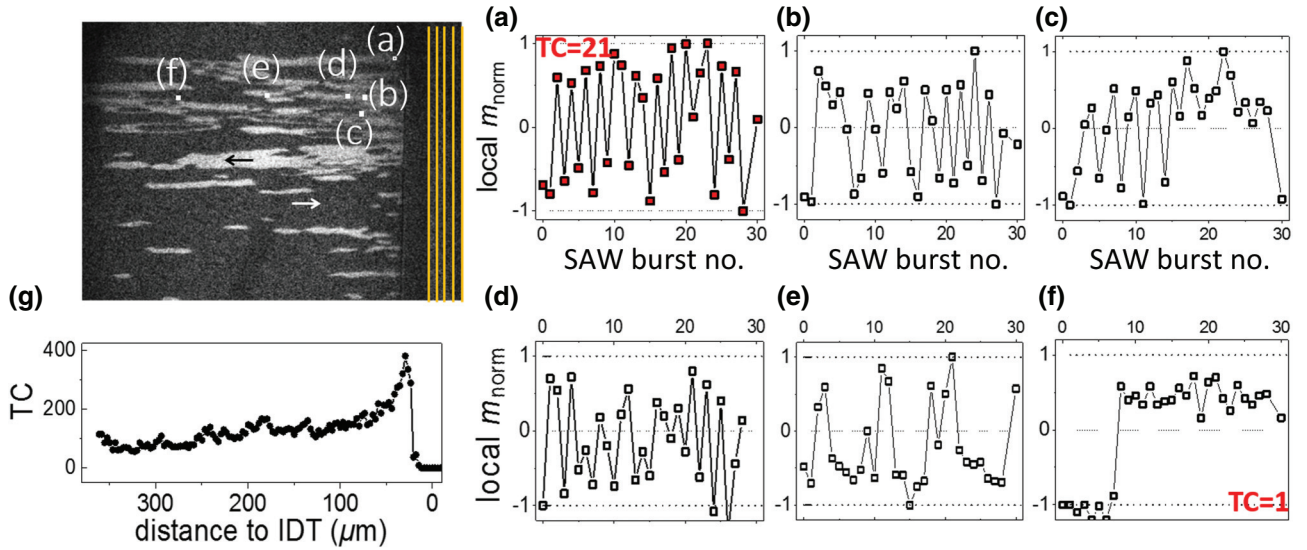 (a)
(f)
(e)
(d)
(b)
(c)
(a)
TC=21
1
0
-1
local mnorm
0 10 20 30
SAW burst no.
(b)
1
0
-1
0 10 20 30
SAW burst no.
(c)
1
0
-1
0 10 20 30
SAW burst no.
(g)
400
200
0
TC
300 200 100 0
distance to IDT (μm)
(d)
0 10 20 30
1
0
-1
local mnorm
(e)
0 10 20 30
1
0
-1
(f)
0 10 20 30
1
0
-1
TC=1